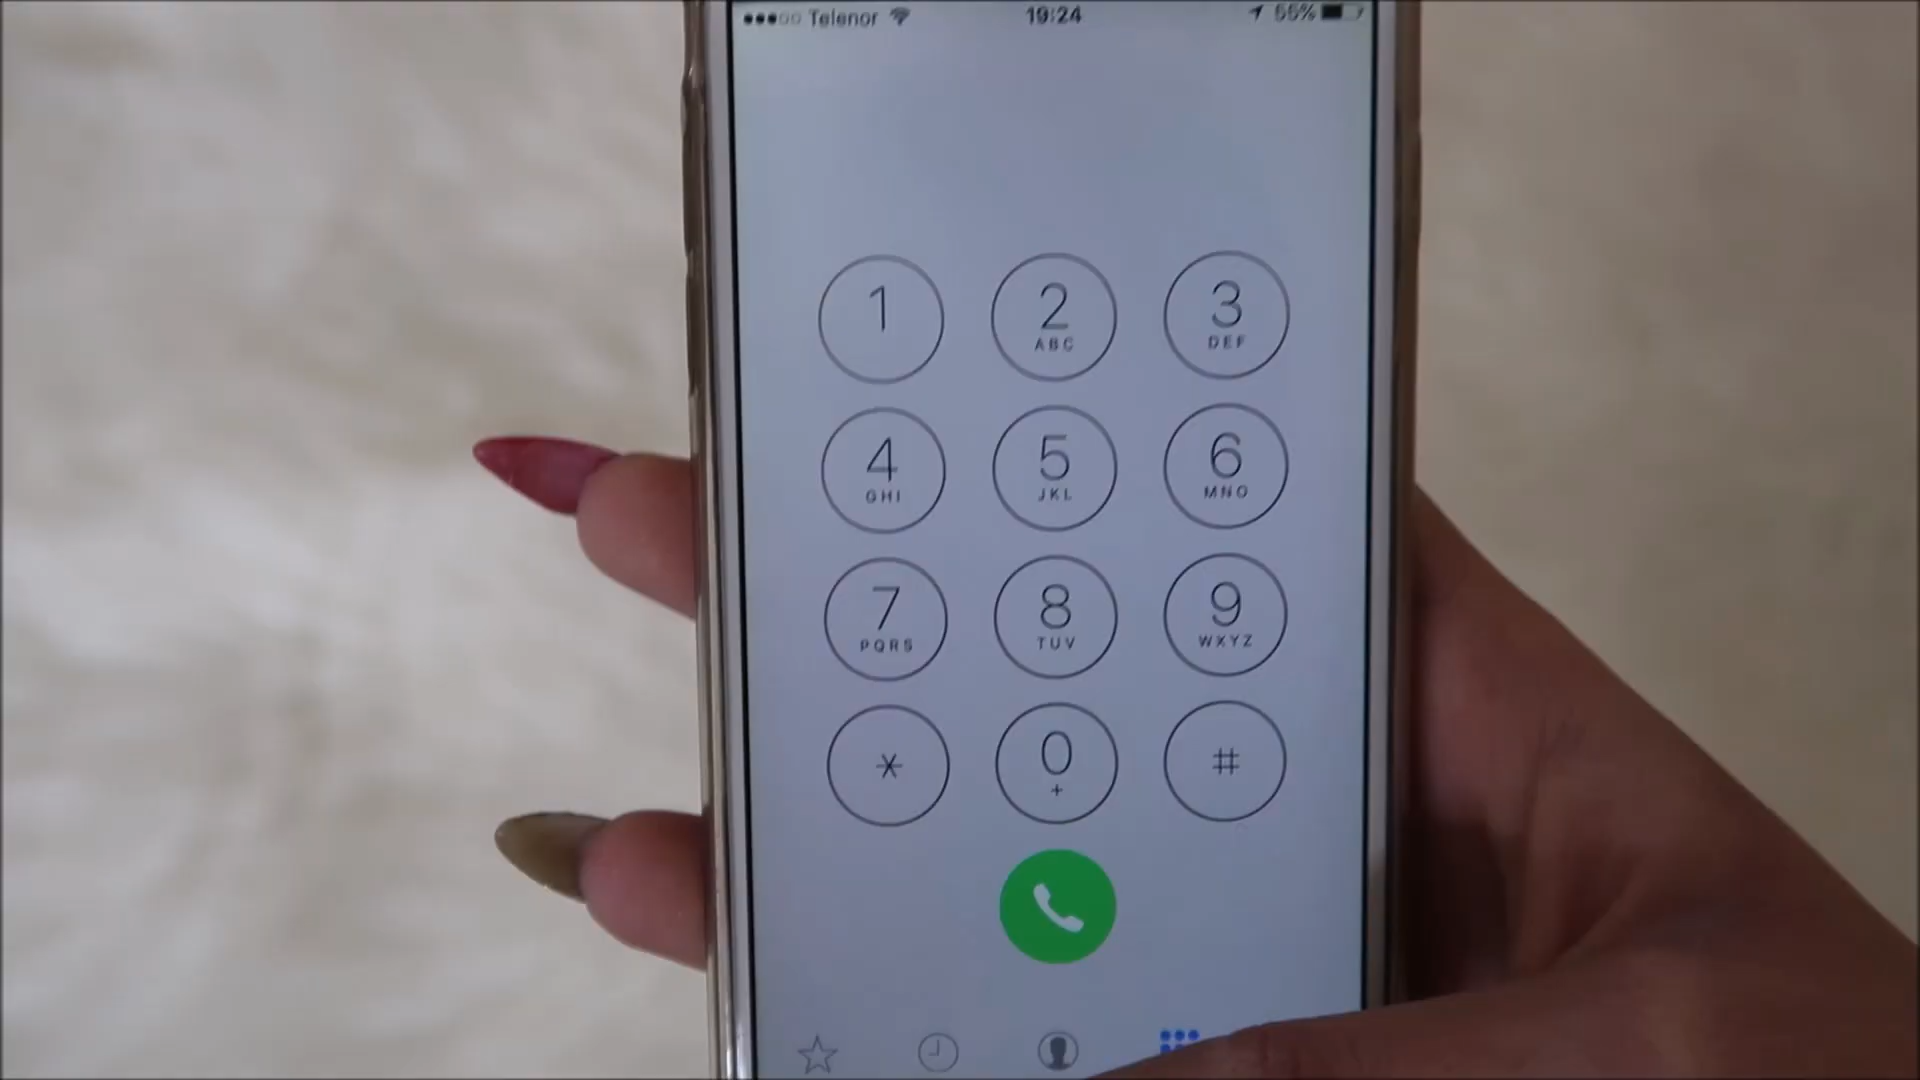 Telenor 19:24 55%
1 2 3
ABC DEF
4 5 6
GHI JKL MNO
7 8 9
PQRS TUV WXYZ
* 0 #
+